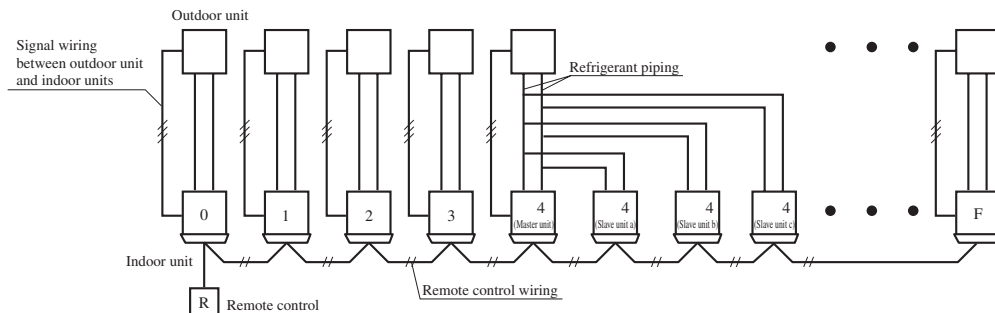 Outdoor unit
Signal wiring
between outdoor unit
and indoor units
Refrigerant piping
0
1
2
3
4
(Master unit)
4
(Slave unit a)
4
(Slave unit b)
4
(Slave unit c)
F
Indoor unit
Remote control wiring
R
Remote control